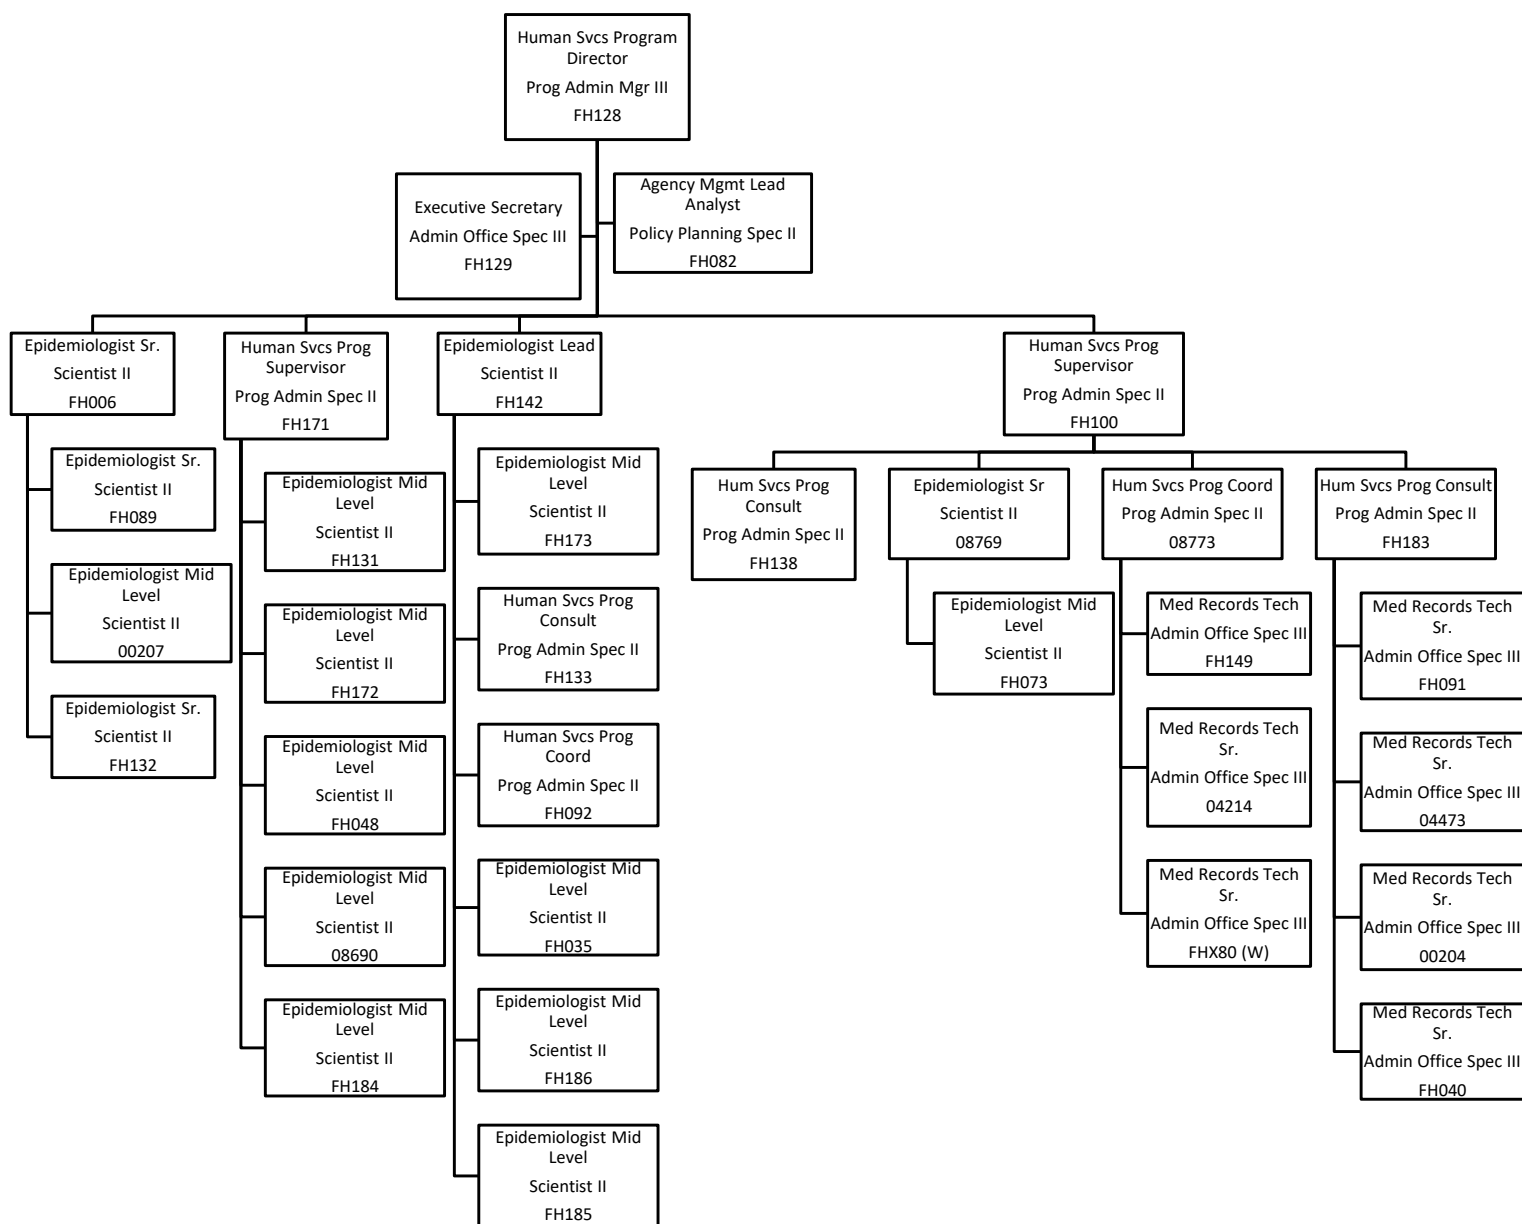 Human Svcs Program
Director
Prog Admin Mgr III
FH128
Executive Secretary
Admin Office Spec III
FH129
Agency Mgmt Lead
Analyst
Policy Planning Spec II
FH082
Epidemiologist Sr.
Scientist II
FH006
Human Svcs Prog
Supervisor
Prog Admin Spec II
FH171
Epidemiologist Lead
Scientist II
FH142
Human Svcs Prog
Supervisor
Prog Admin Spec II
FH100
Epidemiologist Sr.
Scientist II
FH089
Epidemiologist Mid
Level
Scientist II
00207
Epidemiologist Sr.
Scientist II
FH132
Epidemiologist Mid
Level
Scientist II
FH131
Epidemiologist Mid
Level
Scientist II
FH172
Epidemiologist Mid
Level
Scientist II
FH048
Epidemiologist Mid
Level
Scientist II
08690
Epidemiologist Mid
Level
Scientist II
FH184
Epidemiologist Mid
Level
Scientist II
FH173
Human Svcs Prog
Consult
Prog Admin Spec II
FH133
Human Svcs Prog
Coord
Prog Admin Spec II
FH092
Epidemiologist Mid
Level
Scientist II
FH035
Epidemiologist Mid
Level
Scientist II
FH186
Epidemiologist Mid
Level
Scientist II
FH185
Hum Svcs Prog
Consult
Prog Admin Spec II
FH138
Epidemiologist Sr
Scientist II
08769
Epidemiologist Mid
Level
Scientist II
FH073
Hum Svcs Prog Coord
Prog Admin Spec II
08773
Med Records Tech
Admin Office Spec III
FH149
Med Records Tech
Sr.
Admin Office Spec III
04214
Med Records Tech
Sr.
Admin Office Spec III
FHX80 (W)
Hum Svcs Prog Consult
Prog Admin Spec II
FH183
Med Records Tech
Sr.
Admin Office Spec III
FH091
Med Records Tech
Sr.
Admin Office Spec III
04473
Med Records Tech
Sr.
Admin Office Spec III
00204
Med Records Tech
Sr.
Admin Office Spec III
FH040